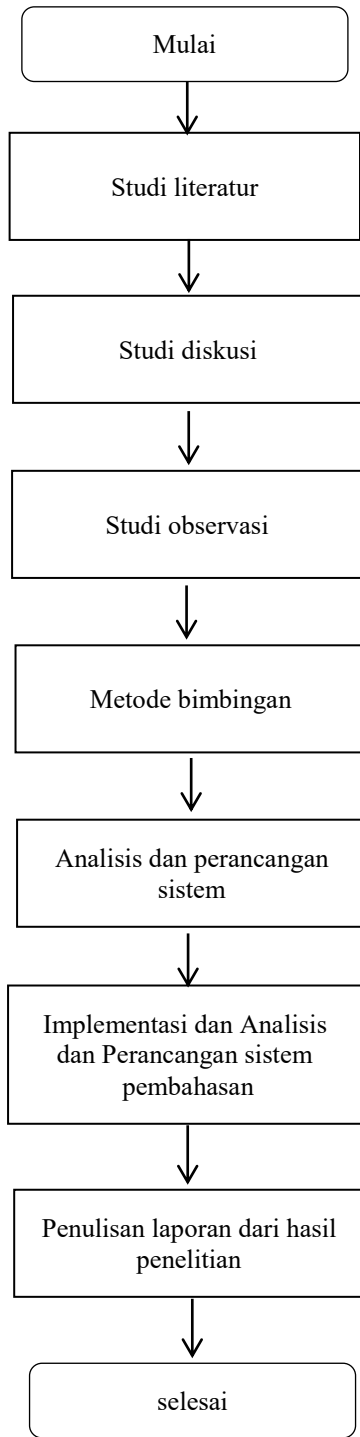 Mulai
Studi literatur
Studi diskusi
Studi observasi
Metode bimbingan
Analisis dan perancangan
sistem
Implementasi dan Analisis
dan Perancangan sistem
pembahasan
Penulisan laporan dari hasil
penelitian
selesai